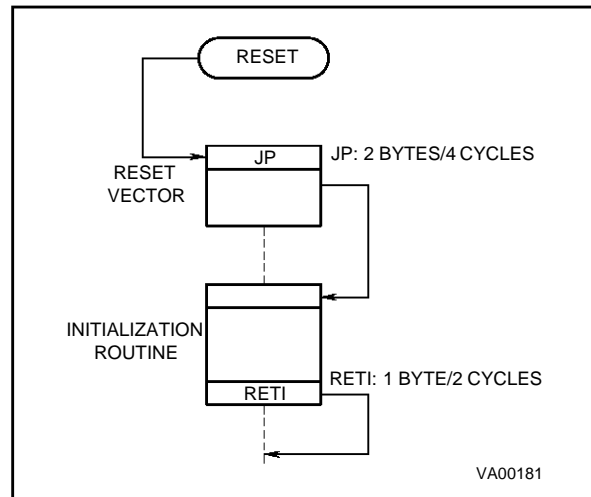 RESET
JP
JP: 2 BYTES/4 CYCLES
RESET
VECTOR
INITIALIZATION
ROUTINE
RETI: 1 BYTE/2 CYCLES
RETI
VA00181